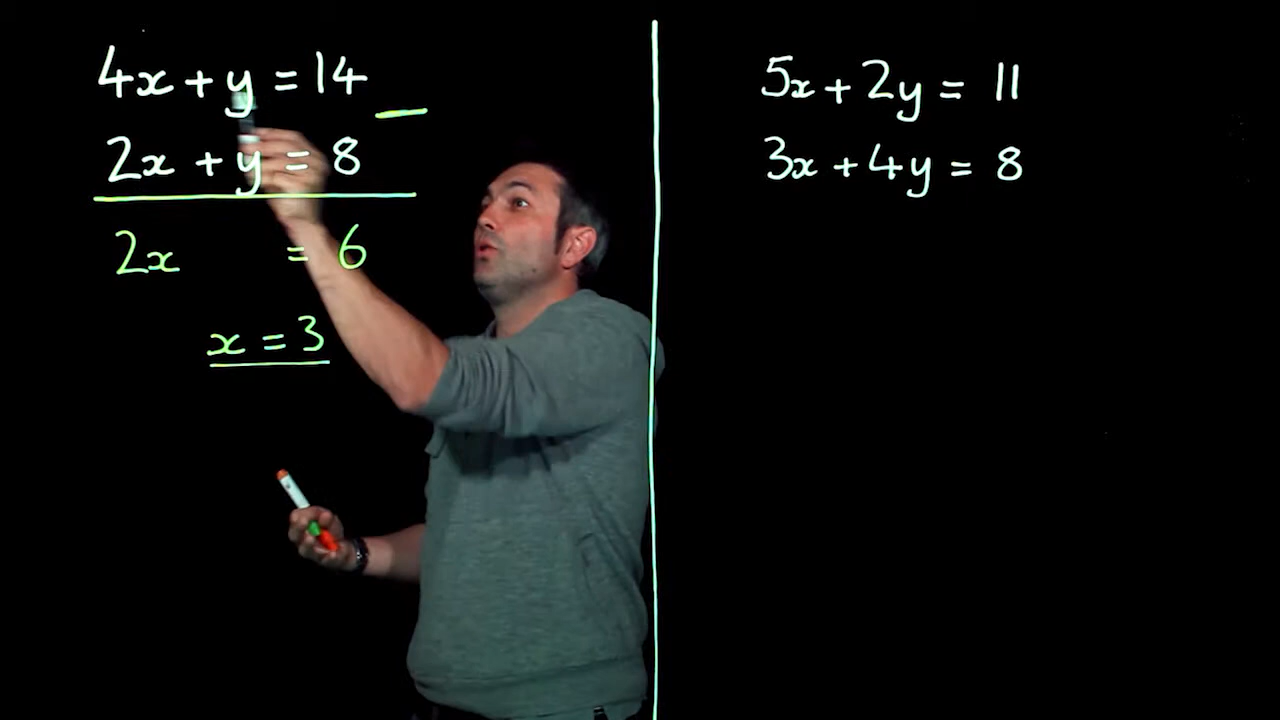 4x + y = 14
2x + y = 8
2x = 6
x = 3
5x + 2y = 11
3x + 4y = 8